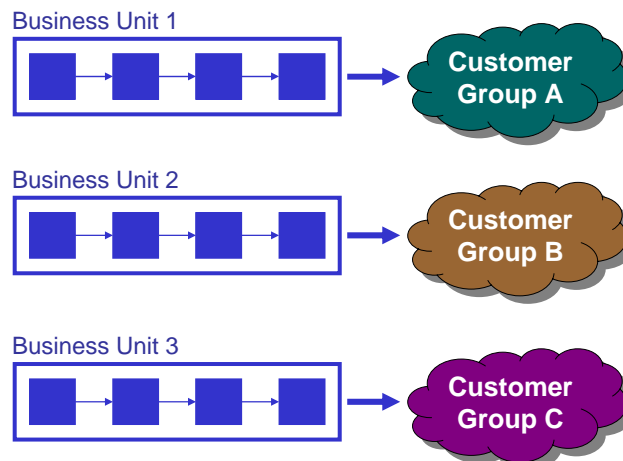 Business Unit 1
Customer
Group A
Business Unit 2
Customer
Group B
Business Unit 3
Customer
Group C